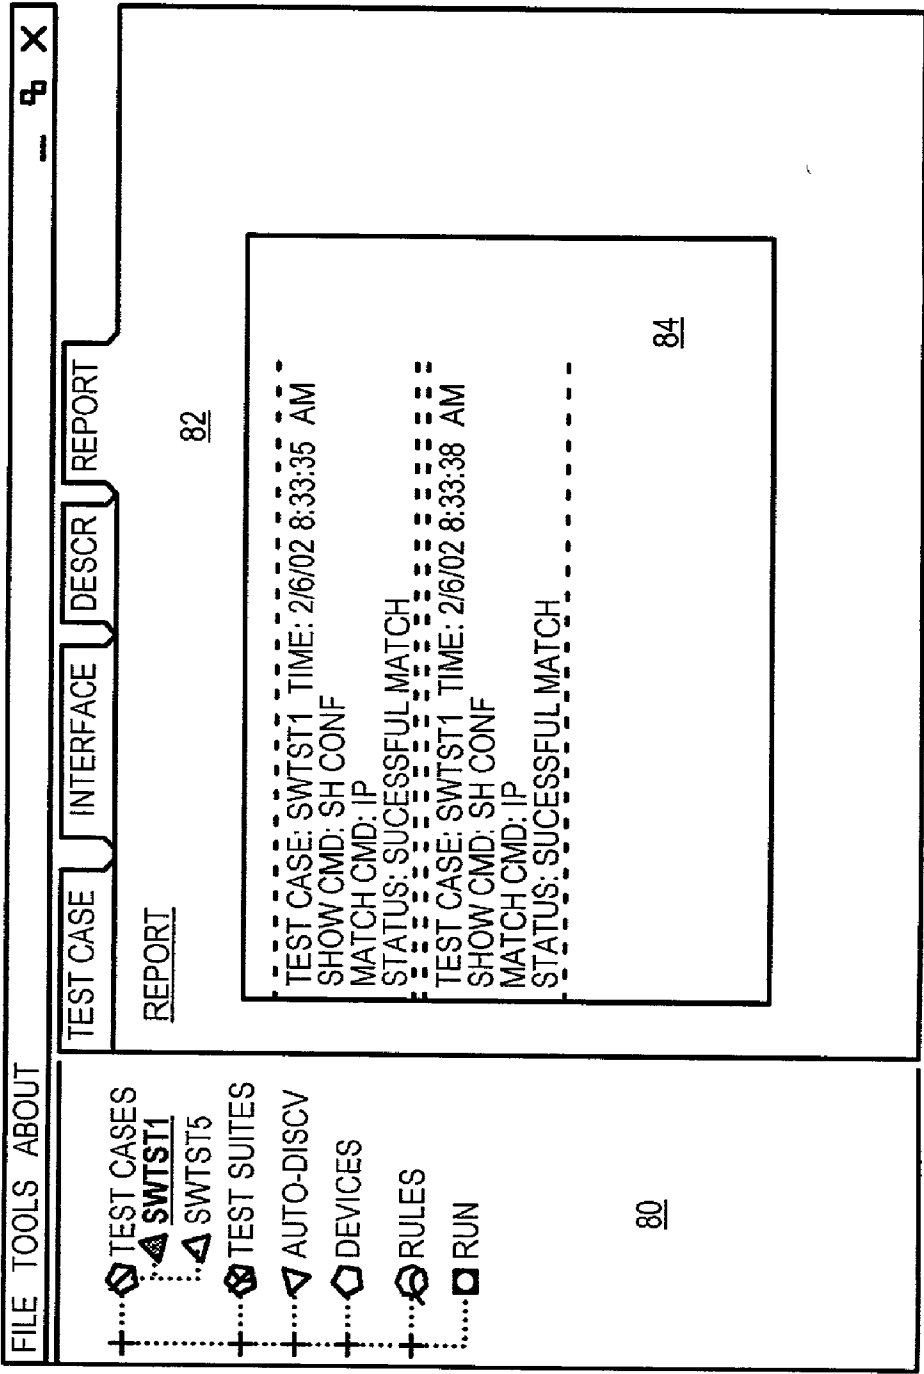 FILE TOOLS ABOUT
TEST CASES
SWTST1
SWTST5
TEST SUITES
AUTO-DISCV
DEVICES
RULES
RUN
80
TEST CASE
INTERFACE
DESCR
REPORT
REPORT
82
TEST CASE: SWTST1 TIME: 2/6/02 8:33:35 AM
SHOW CMD: SH CONF
MATCH CMD: IP
STATUS: SUCESSFUL MATCH
TEST CASE: SWTST1 TIME: 2/6/02 8:33:38 AM
SHOW CMD: SH CONF
MATCH CMD: IP
STATUS: SUCESSFUL MATCH
84